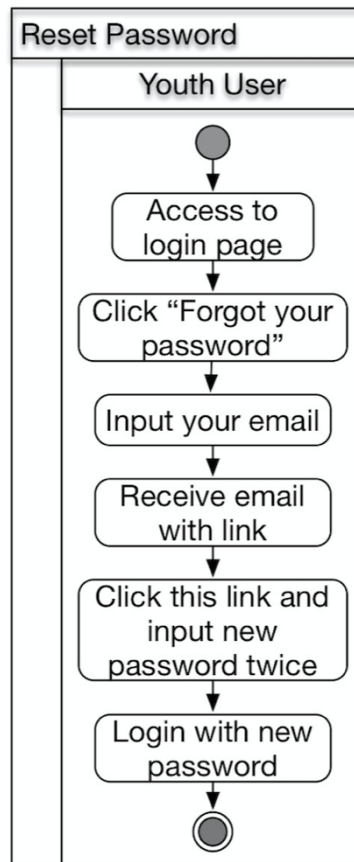 Reset Password
Youth User
Access to
login page
Click “Forgot your
password”
Input your email
Receive email
with link
Click this link and
input new
password twice
Login with new
password